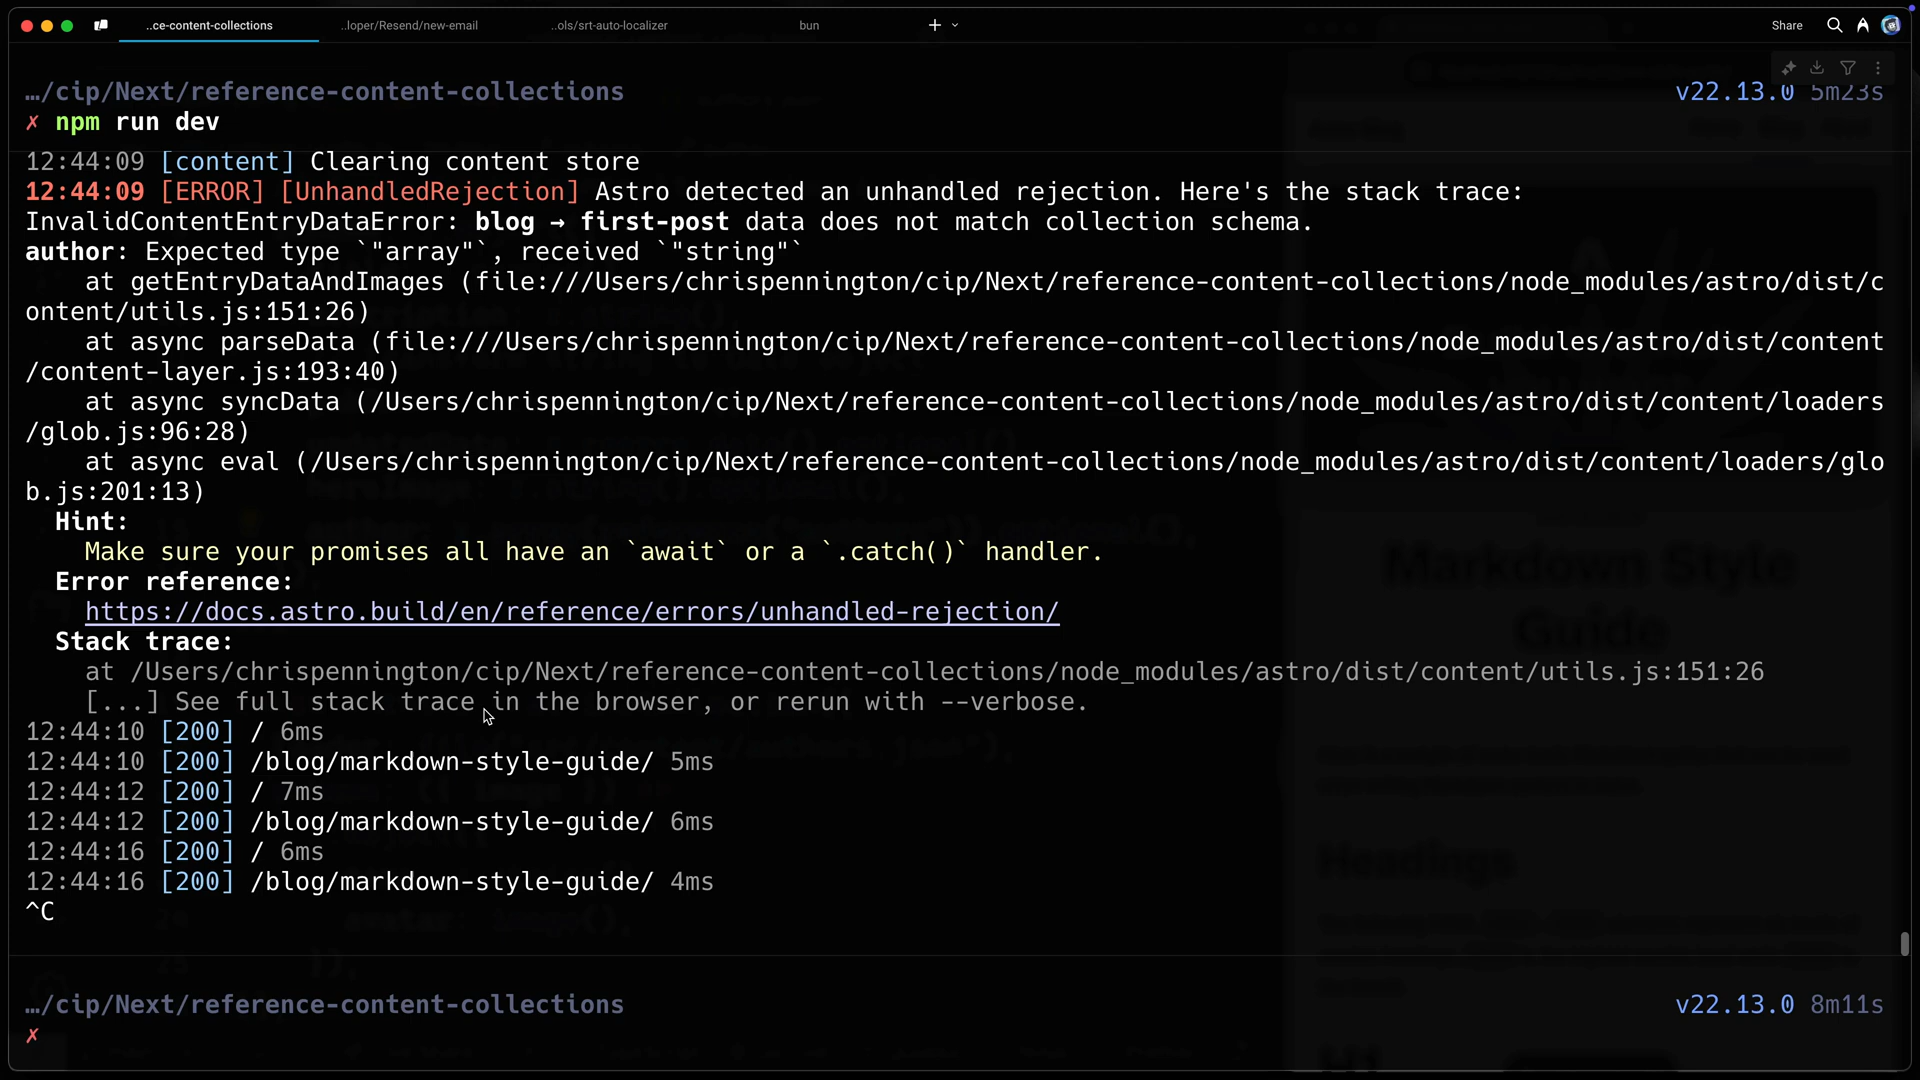 ..ce-content-collections
..loper/Resend/new-email
..ols/srt-auto-localizer
bun
Share
…/cip/Next/reference-content-collections
v22.13.0 5m23s
✗ npm run dev
12:44:09 [content] Clearing content store
12:44:09 [ERROR] [UnhandledRejection] Astro detected an unhandled rejection. Here's the stack trace:
InvalidContentEntryDataError: blog → first-post data does not match collection schema.
author: Expected type `"array"`, received `"string"`
at getEntryDataAndImages (file:///Users/chrispennington/cip/Next/reference-content-collections/node_modules/astro/dist/c
ontent/utils.js:151:26)
at async parseData (file:///Users/chrispennington/cip/Next/reference-content-collections/node_modules/astro/dist/content
/content-layer.js:193:40)
at async syncData (/Users/chrispennington/cip/Next/reference-content-collections/node_modules/astro/dist/content/loaders
/glob.js:96:28)
at async eval (/Users/chrispennington/cip/Next/reference-content-collections/node_modules/astro/dist/content/loaders/glo
b.js:201:13)
Hint:
Make sure your promises all have an `await` or a `.catch()` handler.
Error reference:
https://docs.astro.build/en/reference/errors/unhandled-rejection/
Stack trace:
at /Users/chrispennington/cip/Next/reference-content-collections/node_modules/astro/dist/content/utils.js:151:26
[...] See full stack trace in the browser, or rerun with --verbose.
12:44:10 [200] / 6ms
12:44:10 [200] /blog/markdown-style-guide/ 5ms
12:44:12 [200] / 7ms
12:44:12 [200] /blog/markdown-style-guide/ 6ms
12:44:16 [200] / 6ms
12:44:16 [200] /blog/markdown-style-guide/ 4ms
^C
…/cip/Next/reference-content-collections
v22.13.0 8m11s
✗
Markdown Style
Guide
Headings
H1